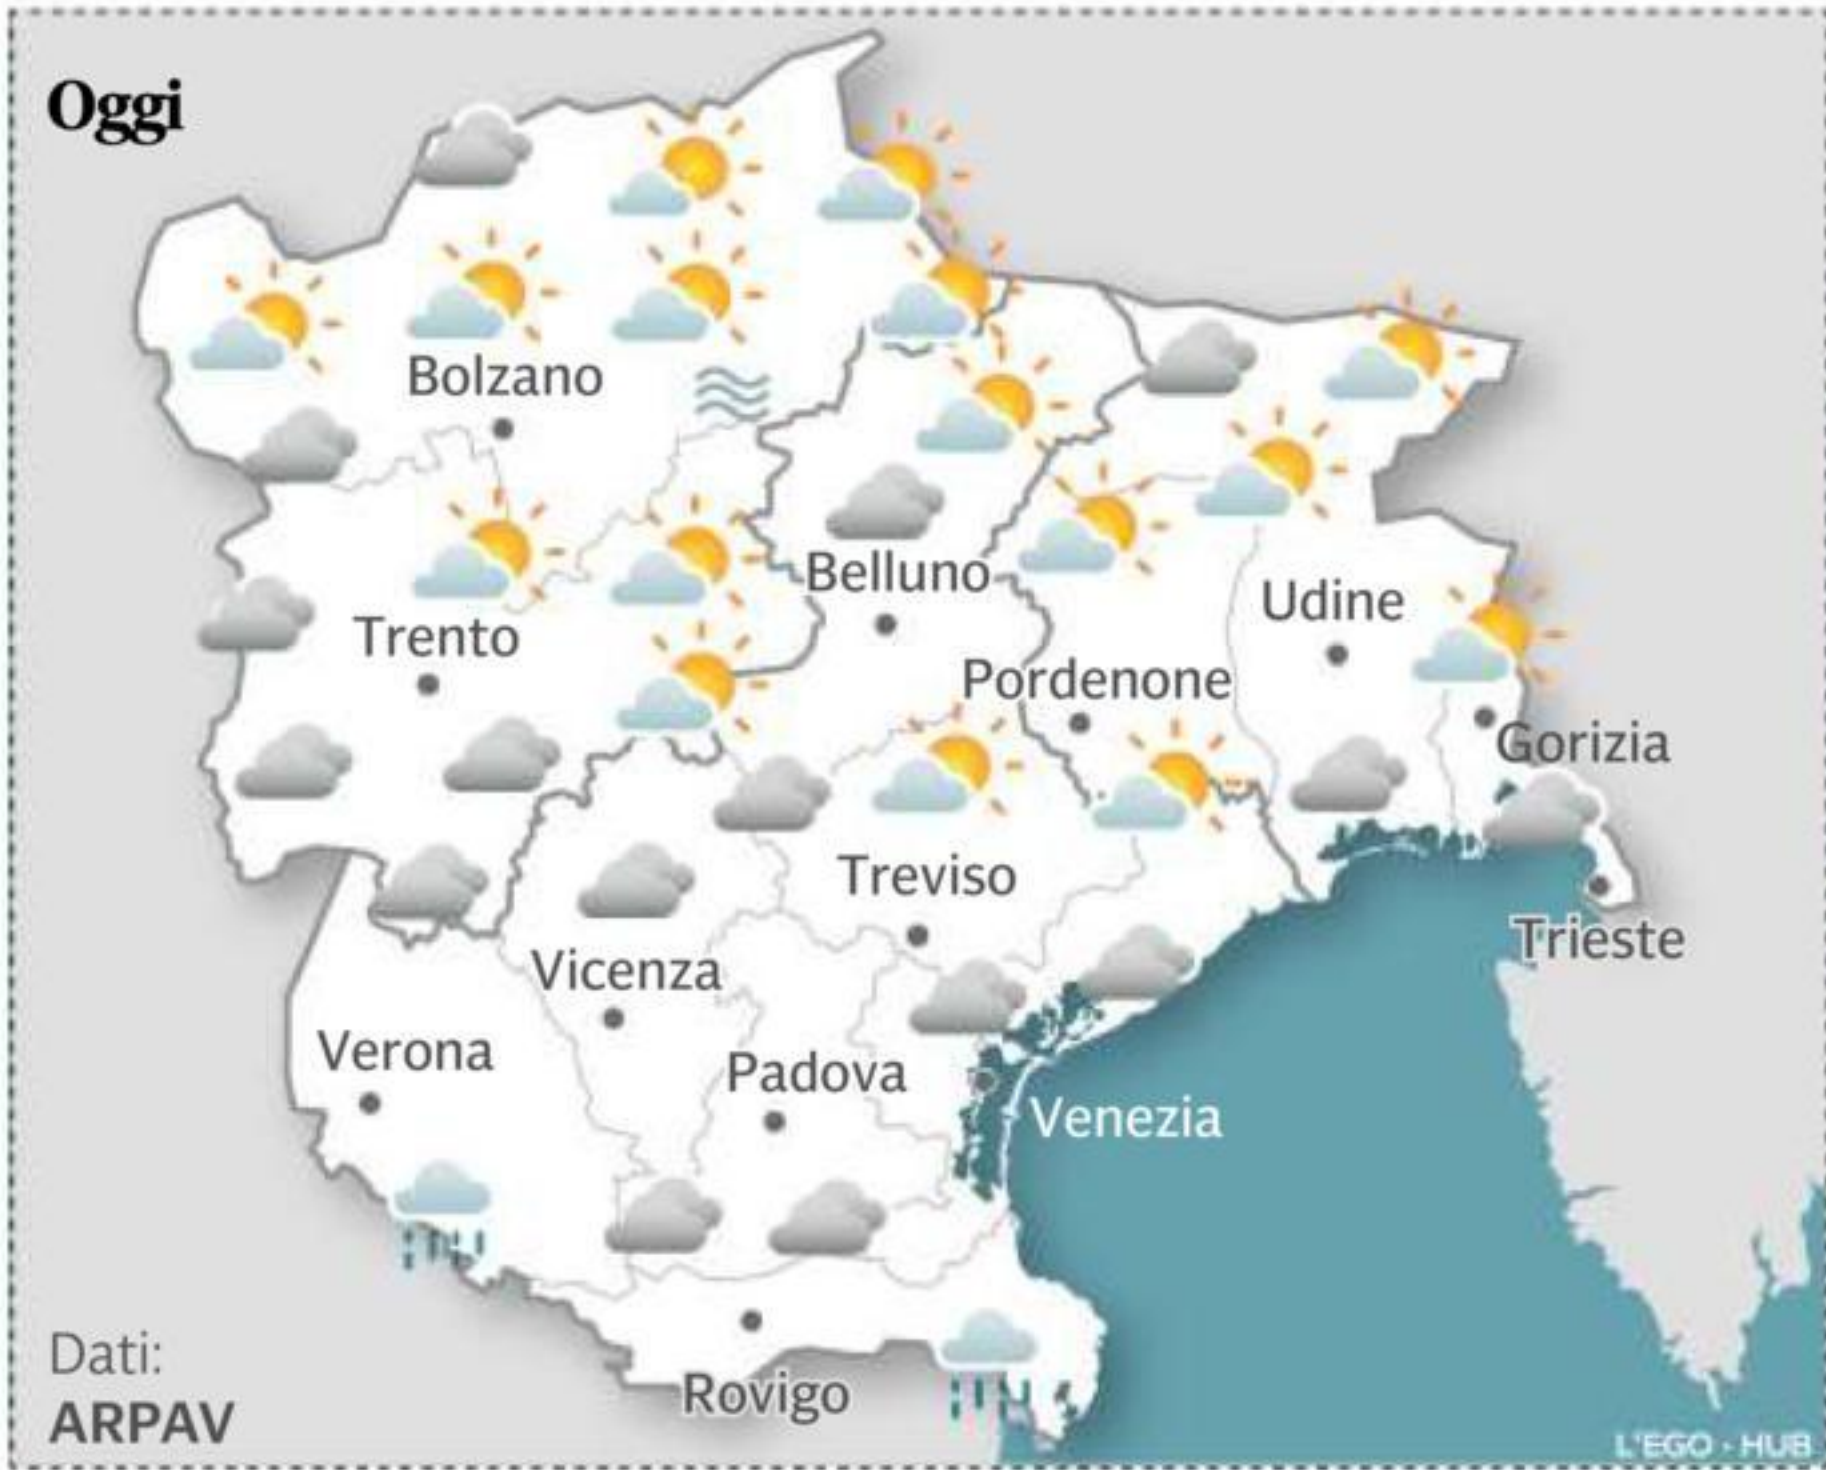 Oggi
Bolzano
Belluno
Udine
Trento
Pordenone
Gorizia
Treviso
Trieste
Vicenza
Verona
Padova
Venezia
Dati:
ARPAV
Rovigo
L'EGO - HUB